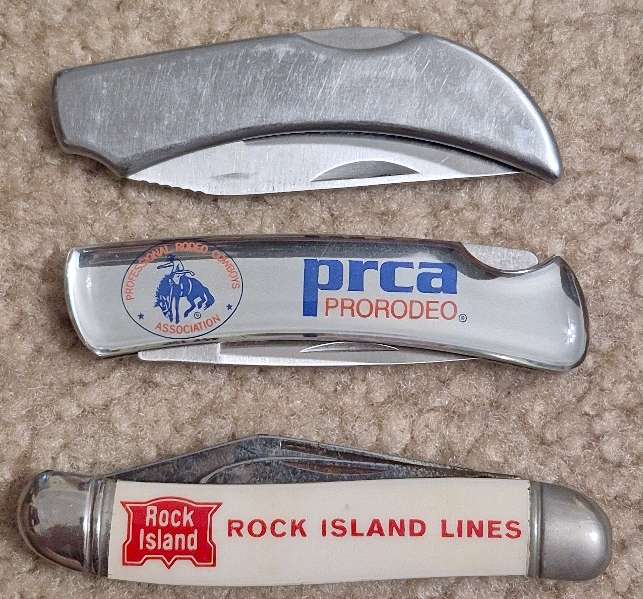 PROFESSIONAL RODEO COWBOYS
ASSOCIATION
®
prca
PRORODEO®
Rock
Island
ROCK ISLAND LINES